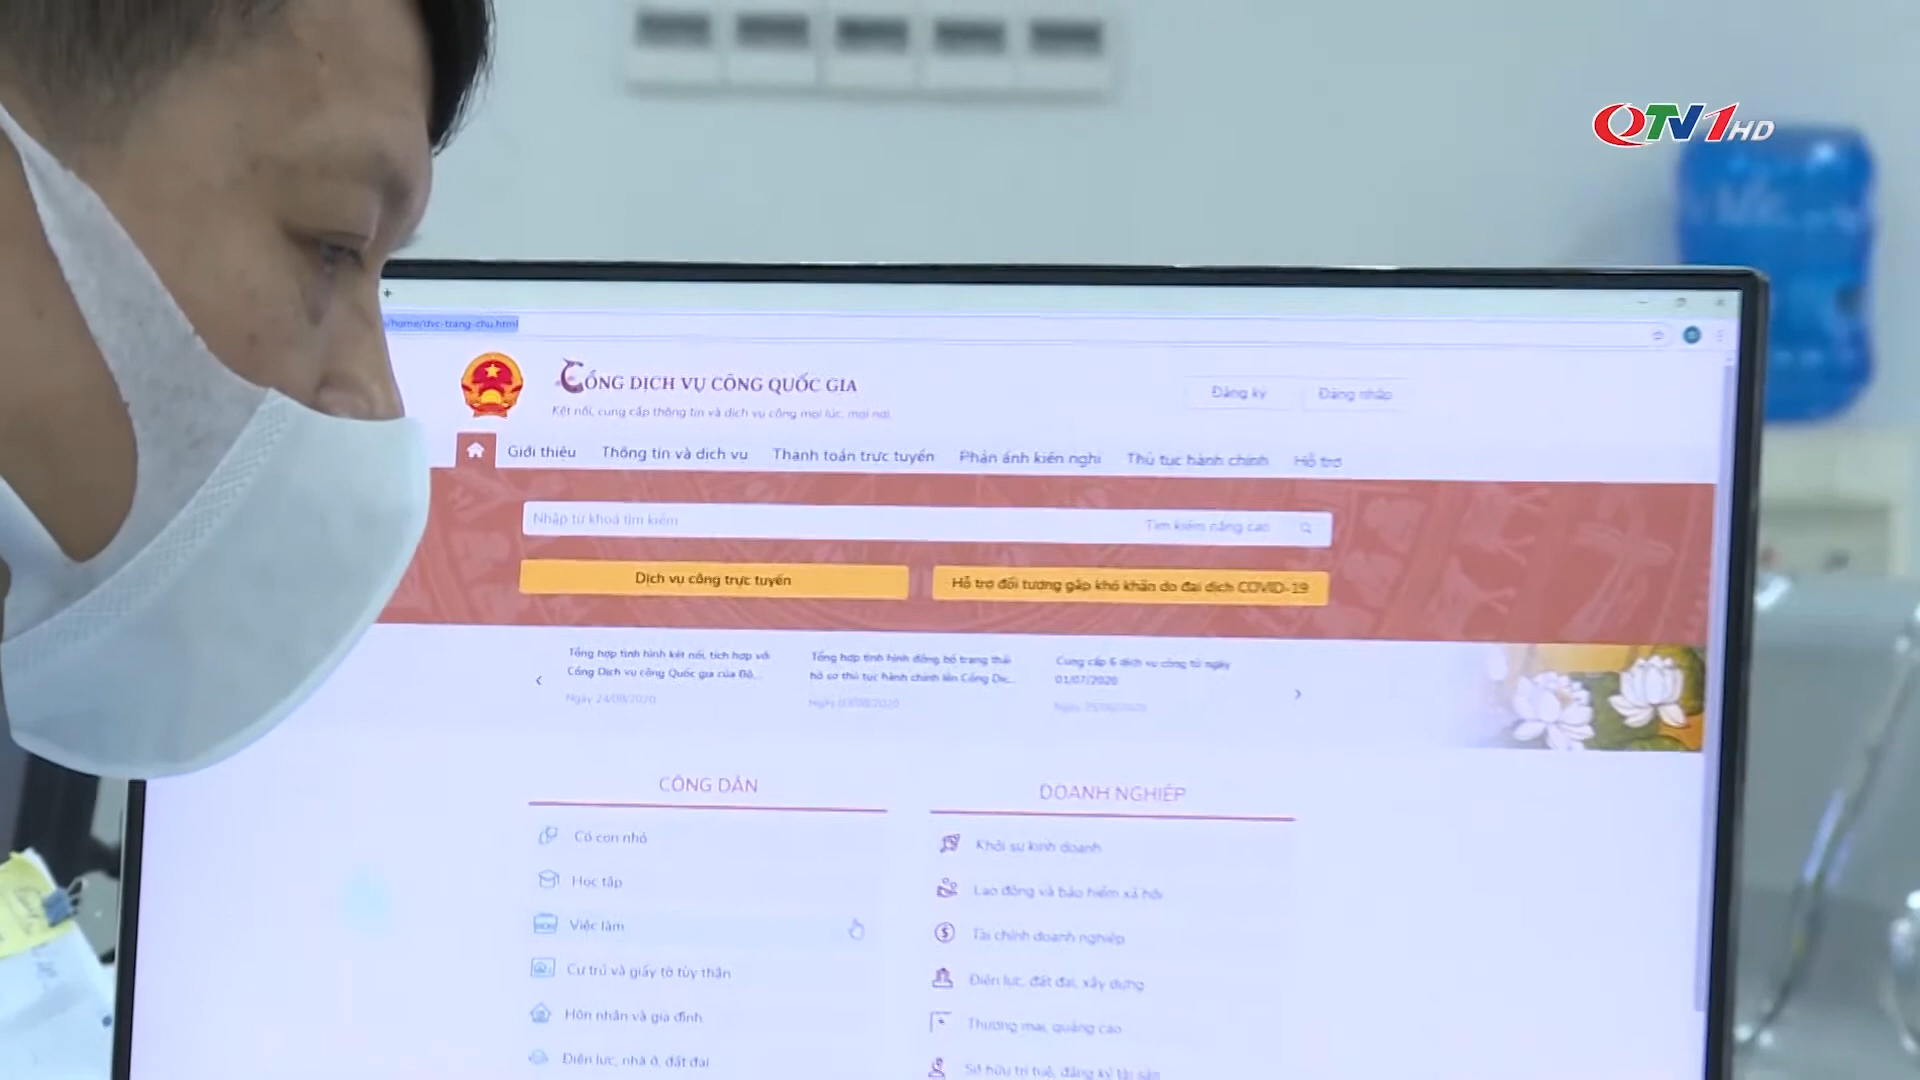 QTV1HD
/home/dvc-trang-chu.html
CỔNG DỊCH VỤ CÔNG QUỐC GIA
Kết nối, cung cấp thông tin và dịch vụ công mọi lúc, mọi nơi
Đăng ký
Đăng nhập
Giới thiệu
Thông tin và dịch vụ
Thanh toán trực tuyến
Phản ánh kiến nghị
Thủ tục hành chính
Hỗ trợ
Nhập từ khoá tìm kiếm
Tìm kiếm nâng cao
Dịch vụ công trực tuyến
Hỗ trợ đối tượng gặp khó khăn do đại dịch COVID-19
Tổng hợp tình hình kết nối, tích hợp với
Cổng Dịch vụ công Quốc gia của Bộ...
Ngày 24/08/2020
Tổng hợp tình hình đồng bộ trạng thái
hồ sơ thủ tục hành chính lên Cổng Dịc...
Cung cấp 6 dịch vụ công từ ngày
01/07/2020
CÔNG DÂN
Có con nhỏ
Học tập
Việc làm
Cư trú và giấy tờ tùy thân
Hôn nhân và gia đình
Điện lực, nhà ở, đất đai
DOANH NGHIỆP
Khởi sự kinh doanh
Lao động và bảo hiểm xã hội
Tài chính doanh nghiệp
Điện lực, đất đai, xây dựng
Thương mại, quảng cáo
Sở hữu trí tuệ, đăng ký tài sản